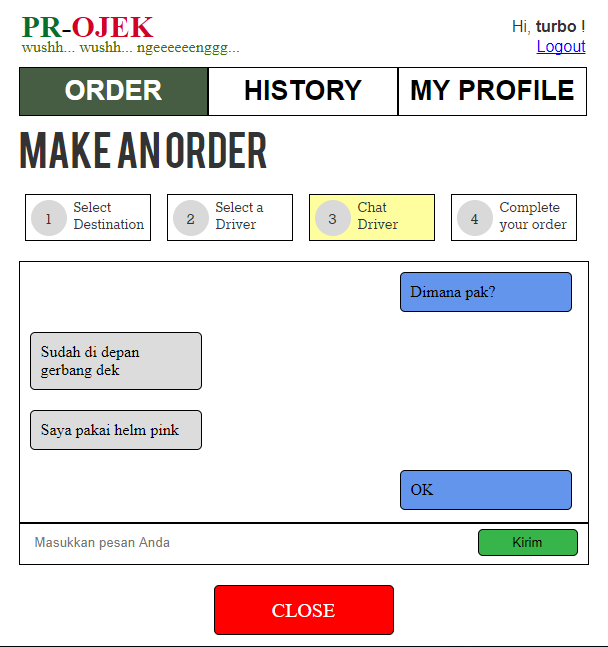 PR-OJEK
wushh... wushh... ngeeeeeenggg...
Hi, turbo !
Logout
ORDER
HISTORY
MY PROFILE
MAKE AN ORDER
1
Select
Destination
2
Select a
Driver
3
Chat
Driver
4
Complete
your order
Dimana pak?
Sudah di depan
gerbang dek
Saya pakai helm pink
OK
Masukkan pesan Anda
Kirim
CLOSE